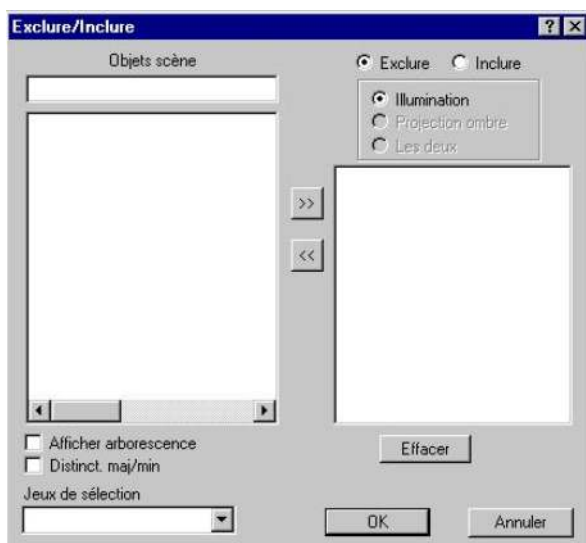 Exclure/Inclure
Objets scène
Exclure Inclure
Illumination
Projection ombre
Les deux
>>
<<
Afficher arborescence
Distinct. maj/min
Effacer
Jeux de sélection
OK Annuler